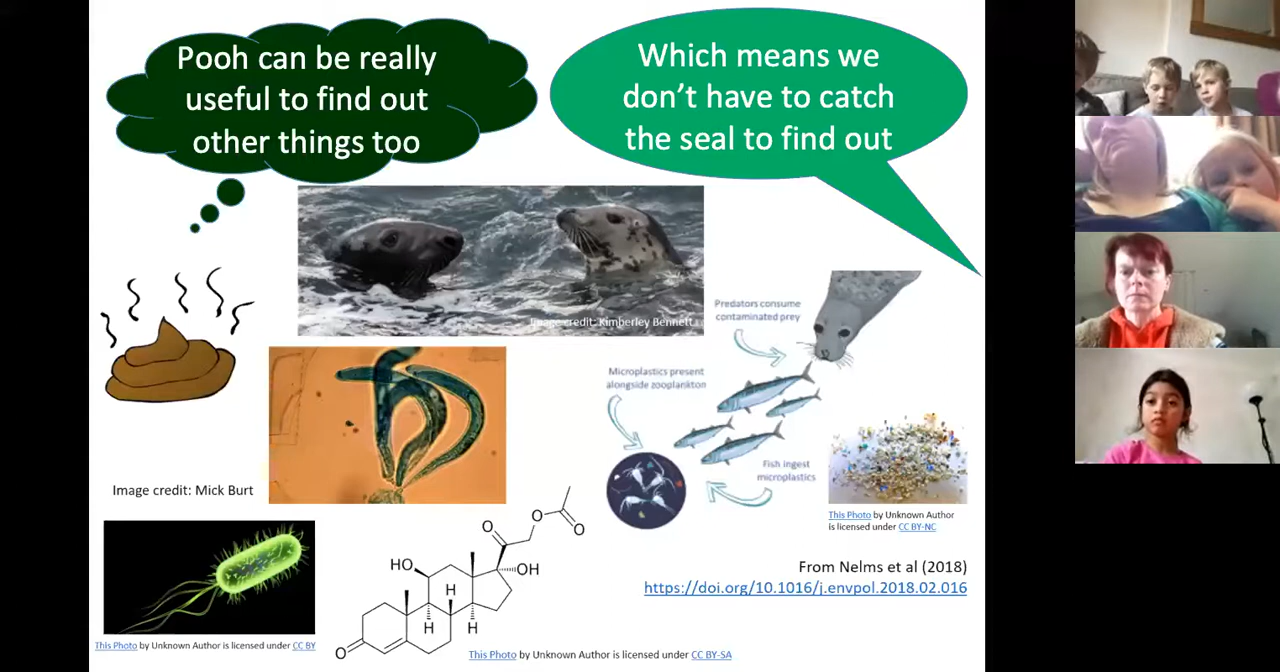 Pooh can be really
useful to find out
other things too
Which means we
don't have to catch
the seal to find out
Image credit: Kimberley Bennett
Predators consume
contaminated prey
Microplastics present
alongside zooplankton
Fish ingest
microplastics
Image credit: Mick Burt
This Photo by Unknown Author
is licensed under CC BY-NC
From Nelms et al (2018)
https://doi.org/10.1016/j.envpol.2018.02.016
O
O
O
HO
OH
H
H
H
O
This Photo by Unknown Author is licensed under CC BY
This Photo by Unknown Author is licensed under CC BY-SA